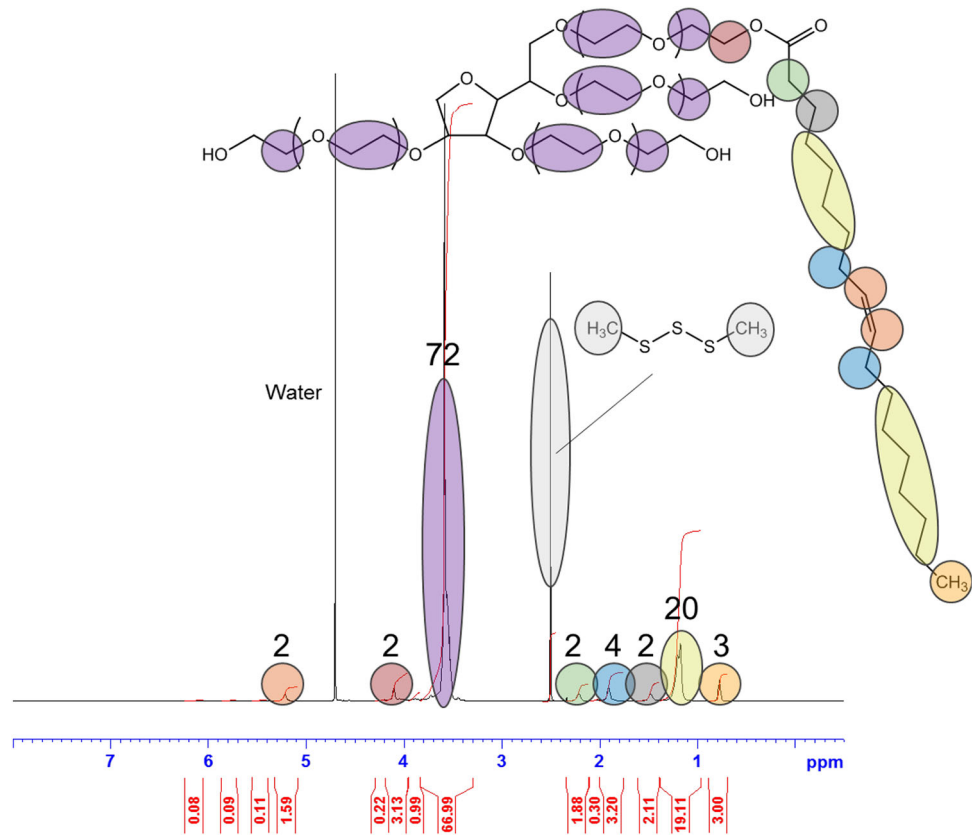 O O O O O
O O O O OH
HO O O O O OH
H₃C S S S CH₃
72
Water
CH₃
20
2 2 2 4 2 3
7 6 5 4 3 2 1 ppm
0.08 0.09 0.11 1.59 0.22 3.13 0.99 66.99 1.88 0.30 3.20 2.11 19.11 3.00